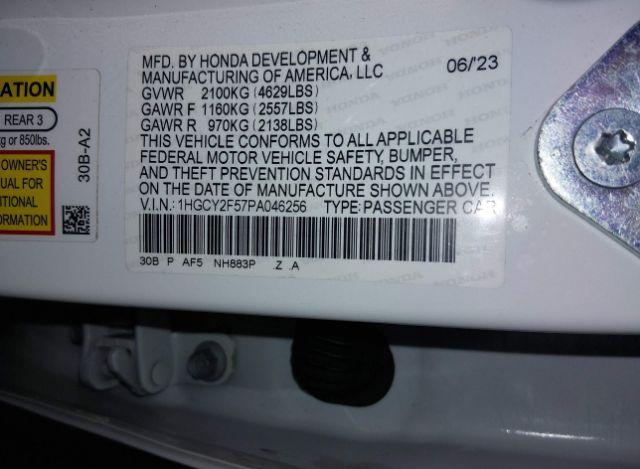 MFD. BY HONDA DEVELOPMENT &
MANUFACTURING OF AMERICA, LLC 06/'23
GVWR 2100KG (4629LBS)
GAWR F 1160KG (2557LBS)
GAWR R 970KG (2138LBS)
THIS VEHICLE CONFORMS TO ALL APPLICABLE
FEDERAL MOTOR VEHICLE SAFETY, BUMPER,
AND THEFT PREVENTION STANDARDS IN EFFECT
ON THE DATE OF MANUFACTURE SHOWN ABOVE.
V.I.N.: 1HGCY2F57PA046256 TYPE: PASSENGER CAR
30B P AF5 NH883P .Z .A
ATION
REAR 3
kg or 850lbs.
OWNER'S
UAL FOR
ITIONAL
ORMATION
30B-A2